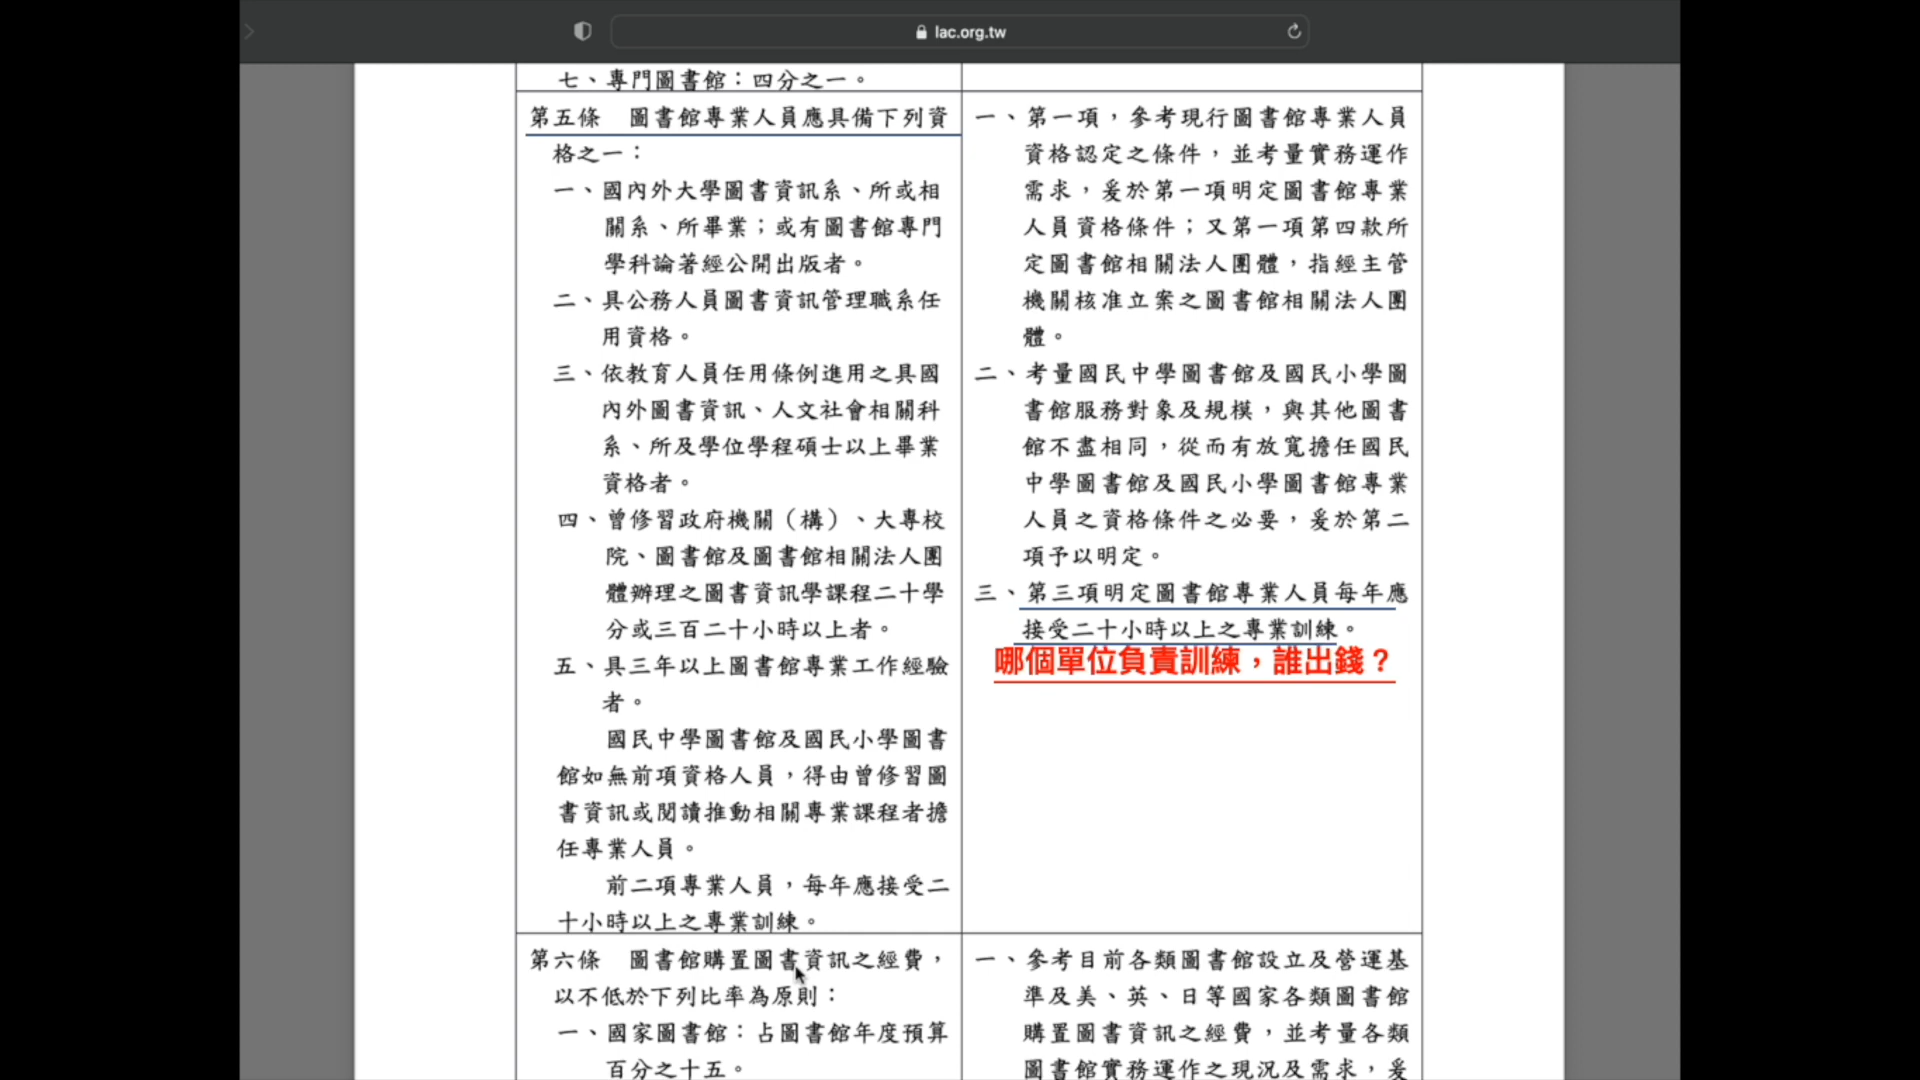 lac.org.tw
七、專門圖書館：四分之一。
第五條　圖書館專業人員應具備下列資
格之一：
一、國內外大學圖書資訊系、所或相
關系、所畢業；或有圖書館專門
學科論著經公開出版者。
二、具公務人員圖書資訊管理職系任
用資格。
三、依教育人員任用條例進用之具國
內外圖書資訊、人文社會相關科
系、所及學位學程碩士以上畢業
資格者。
四、曾修習政府機關（構）、大專校
院、圖書館及圖書館相關法人團
體辦理之圖書資訊學課程二十學
分或三百二十小時以上者。
五、具三年以上圖書館專業工作經驗
者。
國民中學圖書館及國民小學圖書
館如無前項資格人員，得由曾修習圖
書資訊或閱讀推動相關專業課程者擔
任專業人員。
前二項專業人員，每年應接受二
十小時以上之專業訓練。
一、第一項，參考現行圖書館專業人員
資格認定之條件，並考量實務運作
需求，爰於第一項明定圖書館專業
人員資格條件；又第一項第四款所
定圖書館相關法人團體，指經主管
機關核准立案之圖書館相關法人團
體。
二、考量國民中學圖書館及國民小學圖
書館服務對象及規模，與其他圖書
館不盡相同，從而有放寬擔任國民
中學圖書館及國民小學圖書館專業
人員之資格條件之必要，爰於第二
項予以明定。
三、第三項明定圖書館專業人員每年應
接受二十小時以上之專業訓練。
哪個單位負責訓練，誰出錢？
第六條　圖書館購置圖書資訊之經費，
以不低於下列比率為原則：
一、國家圖書館：占圖書館年度預算
百分之十五。
一、參考目前各類圖書館設立及營運基
準及美、英、日等國家各類圖書館
購置圖書資訊之經費，並考量各類
圖書館實務運作之現況及需求，爰